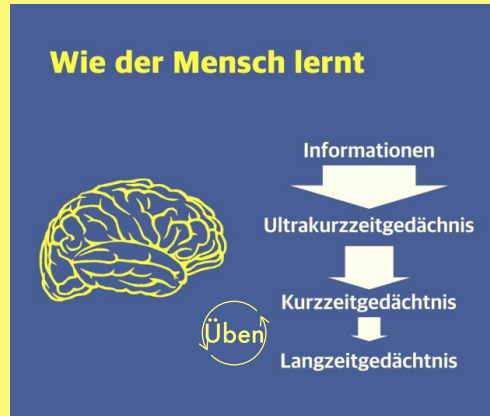 Wie der Mensch lernt
Informationen
Ultrakurzzeitgedächnis
Kurzzeitgedächtnis
Üben
Langzeitgedächtnis